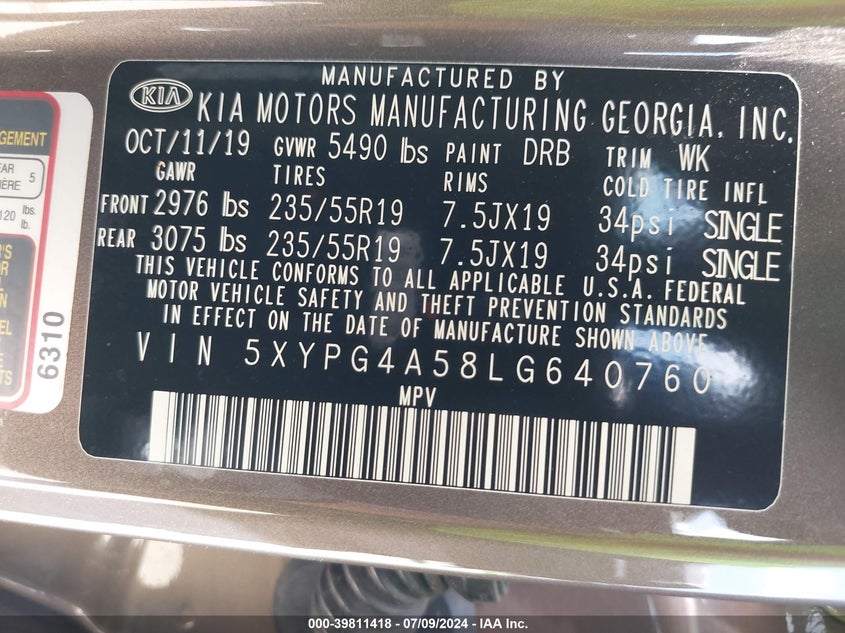 MANUFACTURED BY
KIA KIA MOTORS MANUFACTURING GEORGIA, INC.
OCT/11/19 GVWR 5490 lbs PAINT DRB TRIM WK
GAWR TIRES RIMS COLD TIRE INFL
FRONT 2976 lbs 235/55R19 7.5JX19 34psi SINGLE
REAR 3075 lbs 235/55R19 7.5JX19 34psi SINGLE
THIS VEHICLE CONFORMS TO ALL APPLICABLE U.S.A. FEDERAL
MOTOR VEHICLE SAFETY AND THEFT PREVENTION STANDARDS
IN EFFECT ON THE DATE OF MANUFACTURE SHOWN ABOVE
VIN 5XYPG4A58LG640760
MPV
5
120 lbs.
lb.
6310
000-39811418 - 07/09/2024 - IAA Inc.